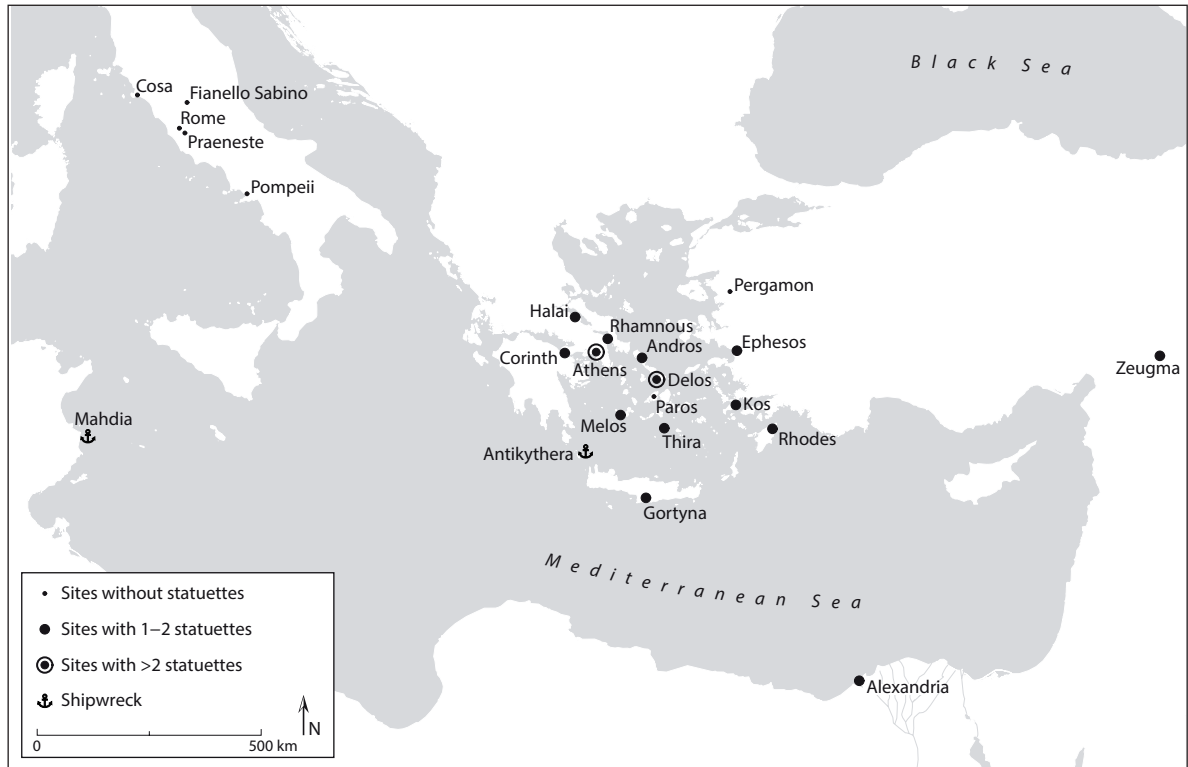 Black Sea
Cosa
Fianello Sabino
Rome
Praeneste
Pompeii
Pergamon
Halai
Rhamnous
Andros
Ephesos
Corinth
Athens
Zeugma
Delos
Paros
Kos
Mahdia
Melos
Thira
Rhodes
Antikythera
Gortyna
Mediterranean Sea
Sites without statuettes
Sites with 1–2 statuettes
Sites with >2 statuettes
Shipwreck
N
0 500 km
Alexandria